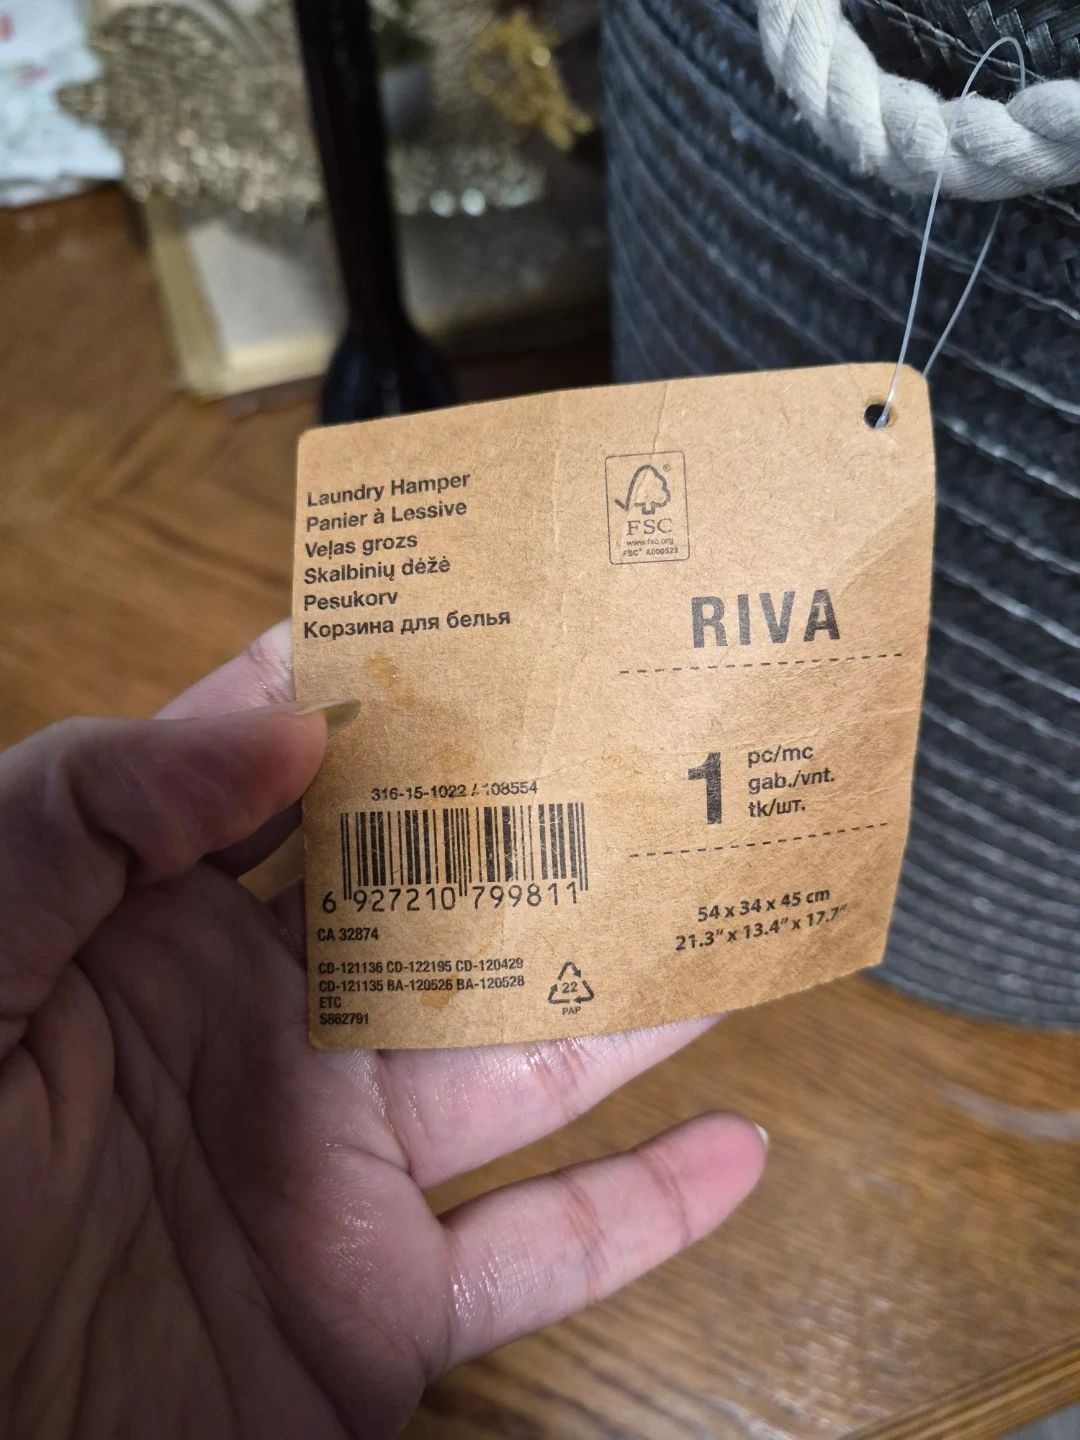 Laundry Hamper
Panier à Lessive
Veļas grozs
Skalbinių dėžė
Pesukorv
Корзина для белья
FSC
www.fsc.org
FSC® A000523
RIVA
1
pc/mc
gab./vnt.
tk/шт.
54 x 34 x 45 cm
21.3" x 13.4" x 17.7"
316-15-1022 / 108554
6 927210 799811
CA 32874
CD-121136 CD-122195 CD-120429
CD-121135 BA-120526 BA-120528
ETC
S662791
22
PAP